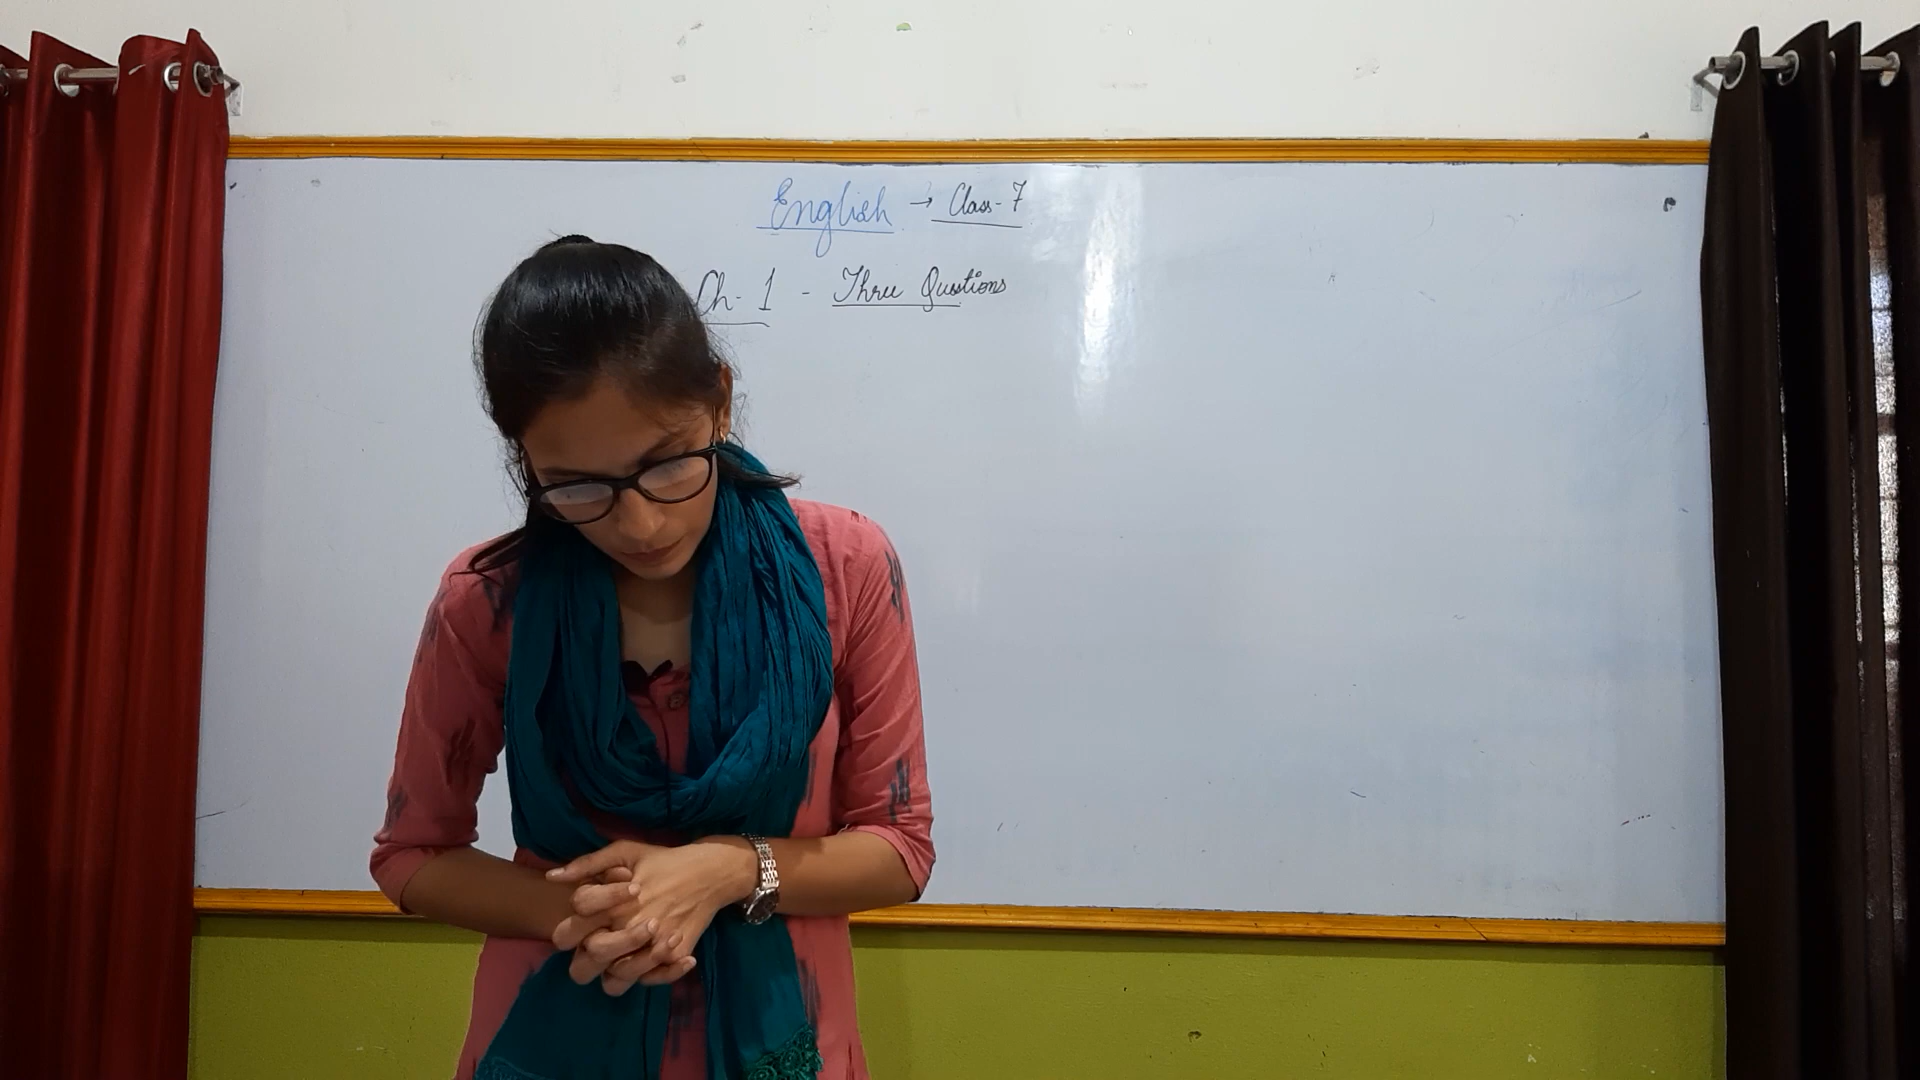 English → Class-7
Ch-1 - Three Questions